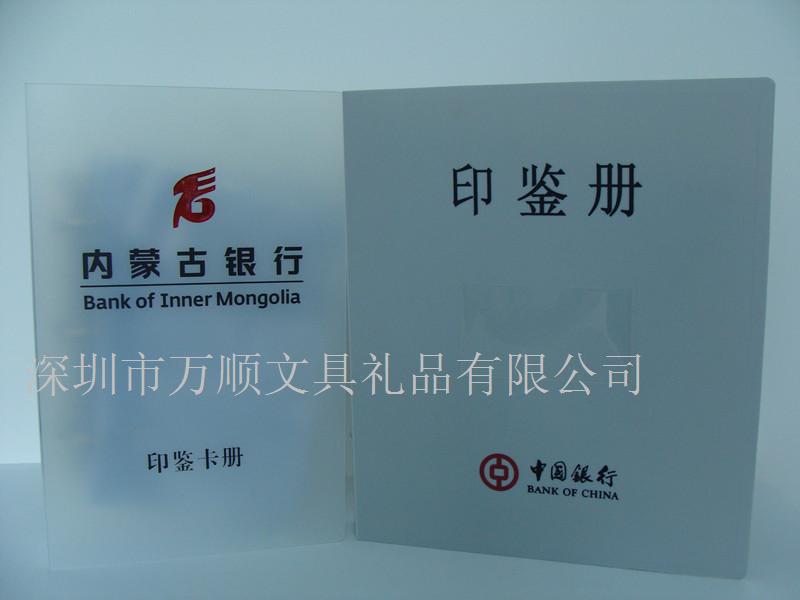 内蒙古银行
Bank of Inner Mongolia
印鉴卡册
印鉴册
中国银行
BANK OF CHINA
深圳市万顺文具礼品有限公司